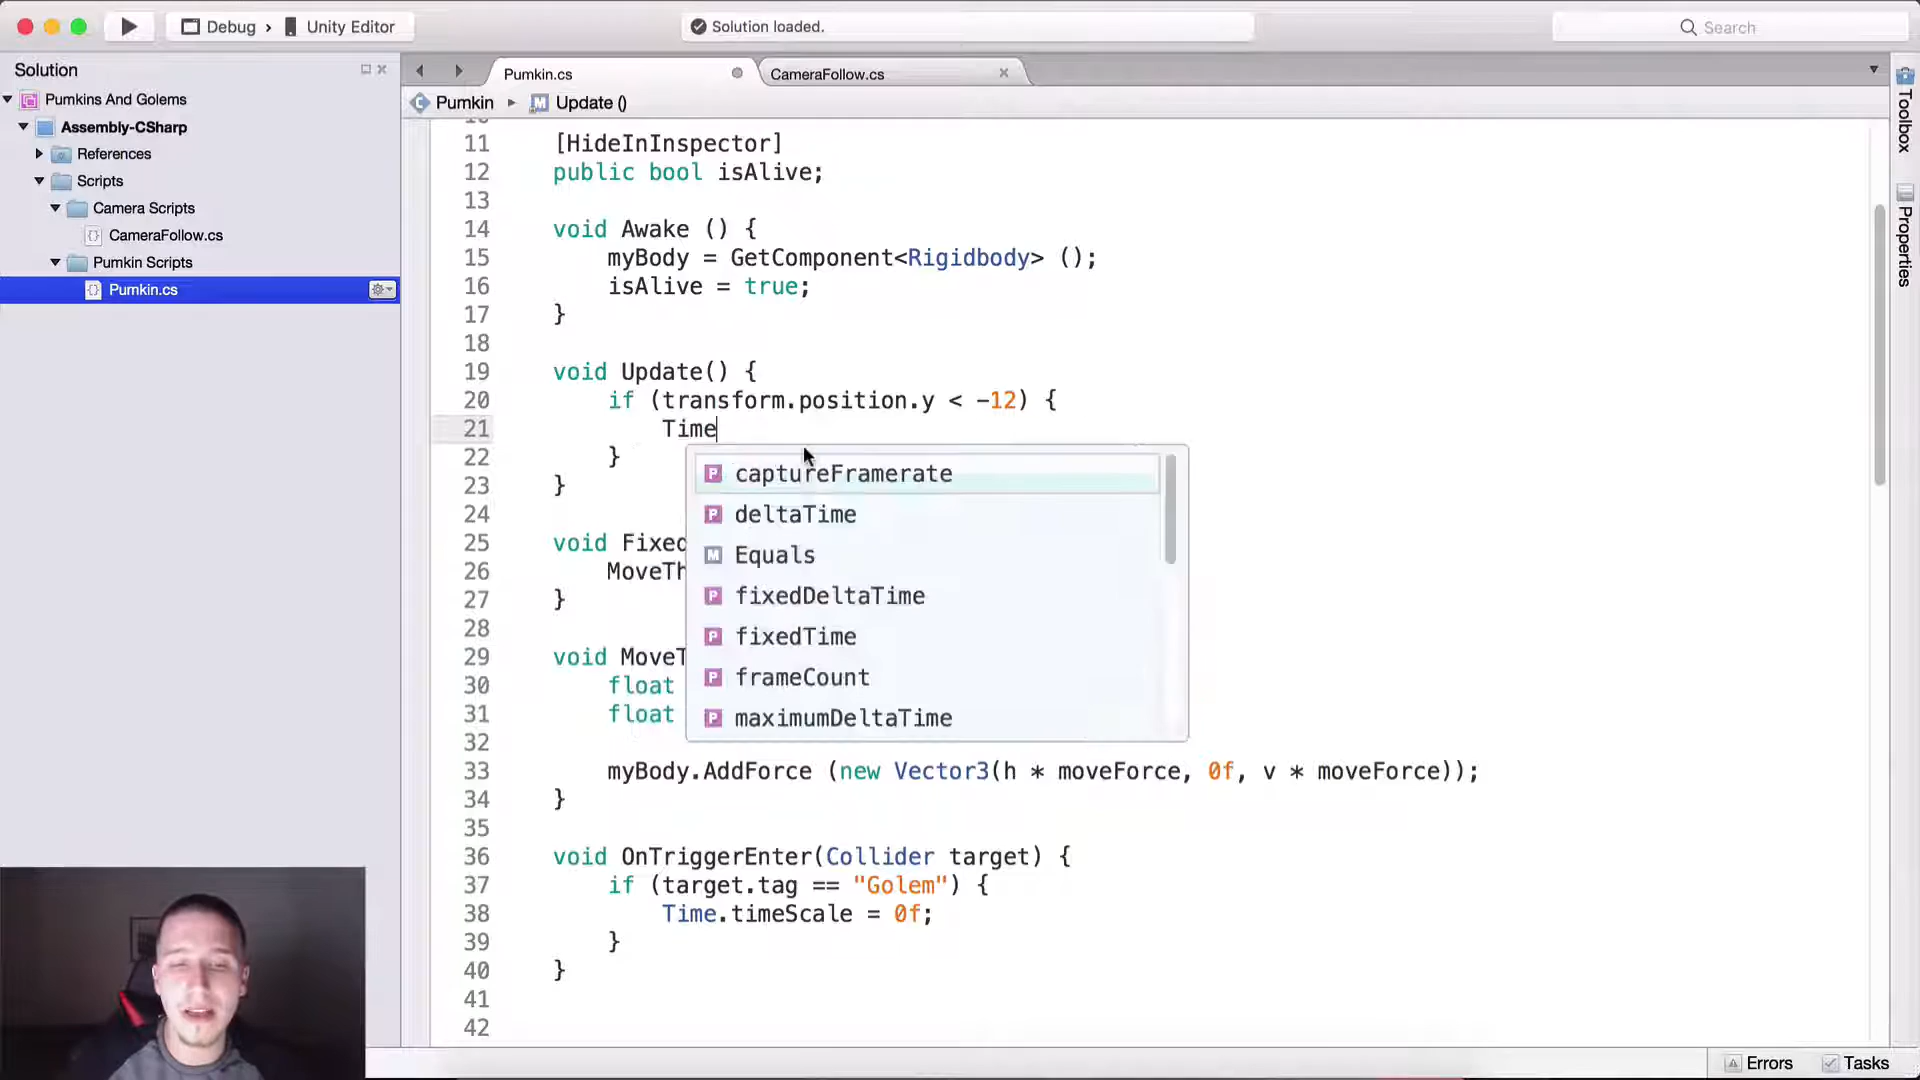 Debug › Unity Editor
Solution loaded.
Search
Solution
Pumkins And Golems
Assembly-CSharp
References
Scripts
Camera Scripts
CameraFollow.cs
Pumkin Scripts
Pumkin.cs
Pumkin.cs
CameraFollow.cs
Pumkin
Update ()
11 [HideInInspector]
12 public bool isAlive;
13
14 void Awake () {
15 myBody = GetComponent<Rigidbody> ();
16 isAlive = true;
17 }
18
19 void Update() {
20 if (transform.position.y < -12) {
21 Time
22 }
23 }
24
25 void Fixed
26 MoveTh
27 }
28
29 void MoveT
30 float
31 float
32
33 myBody.AddForce (new Vector3(h * moveForce, 0f, v * moveForce));
34 }
35
36 void OnTriggerEnter(Collider target) {
37 if (target.tag == "Golem") {
38 Time.timeScale = 0f;
39 }
40 }
41
42
P captureFramerate
P deltaTime
M Equals
P fixedDeltaTime
P fixedTime
P frameCount
P maximumDeltaTime
Toolbox
Properties
Errors
Tasks